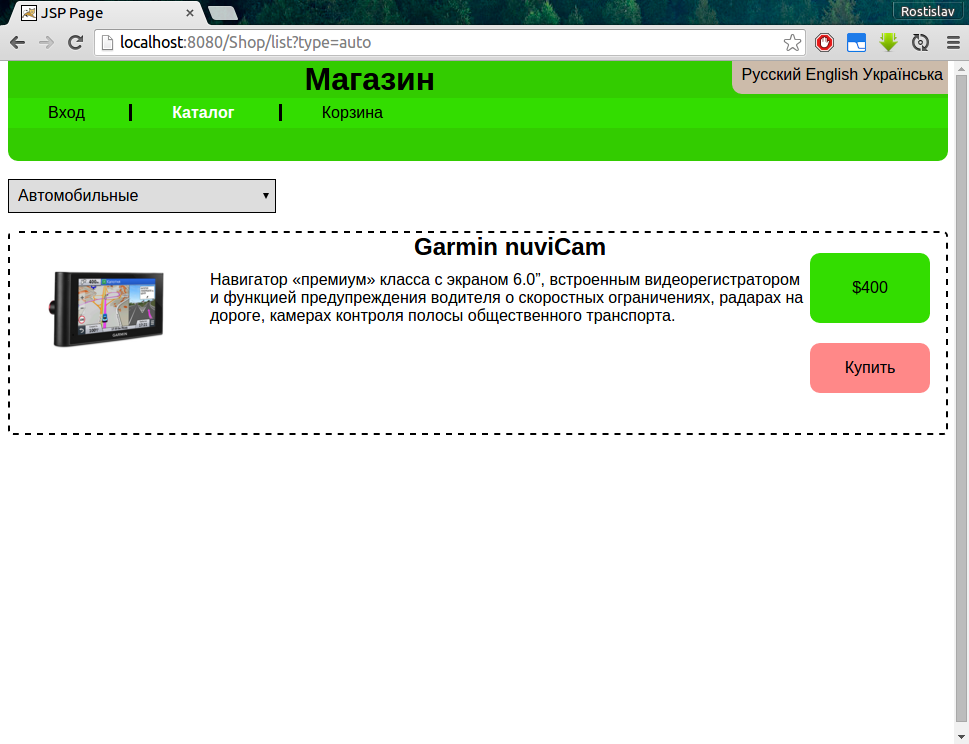 JSP Page
Rostislav
localhost:8080/Shop/list?type=auto
Магазин
Русский English Українська
Вход
Каталог
Корзина
Автомобильные
Garmin nuviCam
Навигатор «премиум» класса с экраном 6.0”, встроенным видеорегистратором
и функцией предупреждения водителя о скоростных ограничениях, радарах на
дороге, камерах контроля полосы общественного транспорта.
$400
Купить
GARMIN